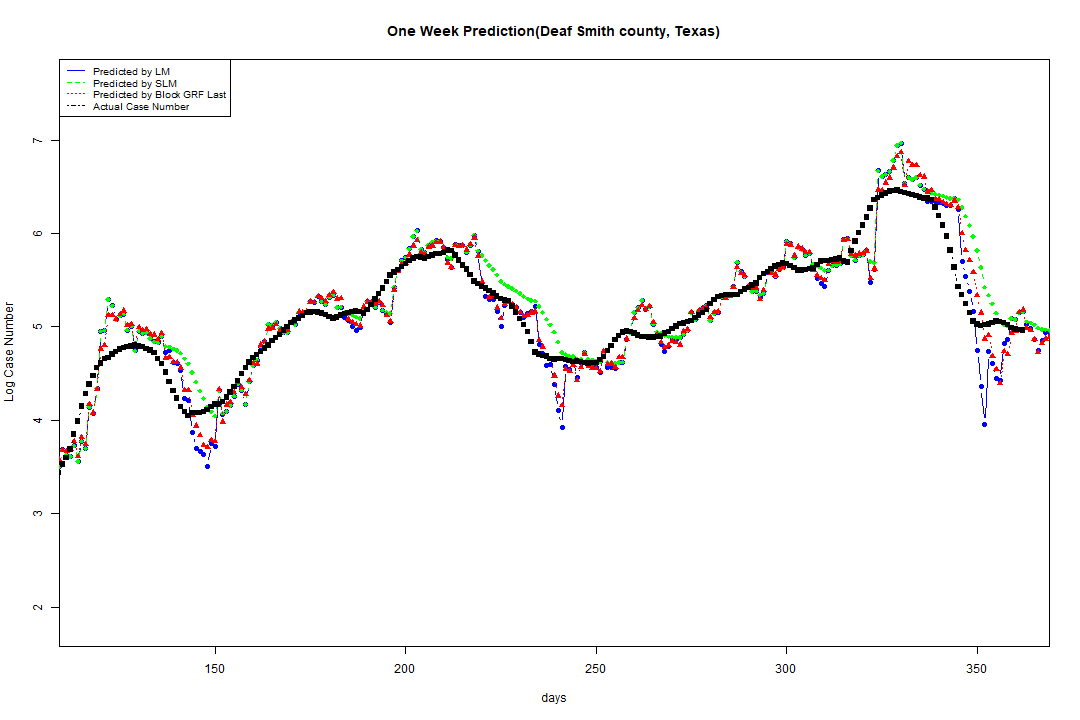 One Week Prediction(Deaf Smith county, Texas)
Predicted by LM
Predicted by SLM
Predicted by Block GRF Last
Actual Case Number
7
6
5
4
3
2
Log Case Number
150 200 250 300 350
days